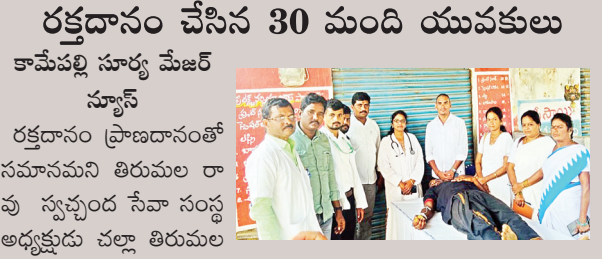 రక్తదానం చేసిన 30 మంది యువకులు
కామేపల్లి సూర్య మేజర్
న్యూస్
రక్తదానం ప్రాణదానంతో
సమానమని తిరుమల రా
వు స్వచ్ఛంద సేవా సంస్థ
అధ్యక్షుడు చల్లా తిరుమల